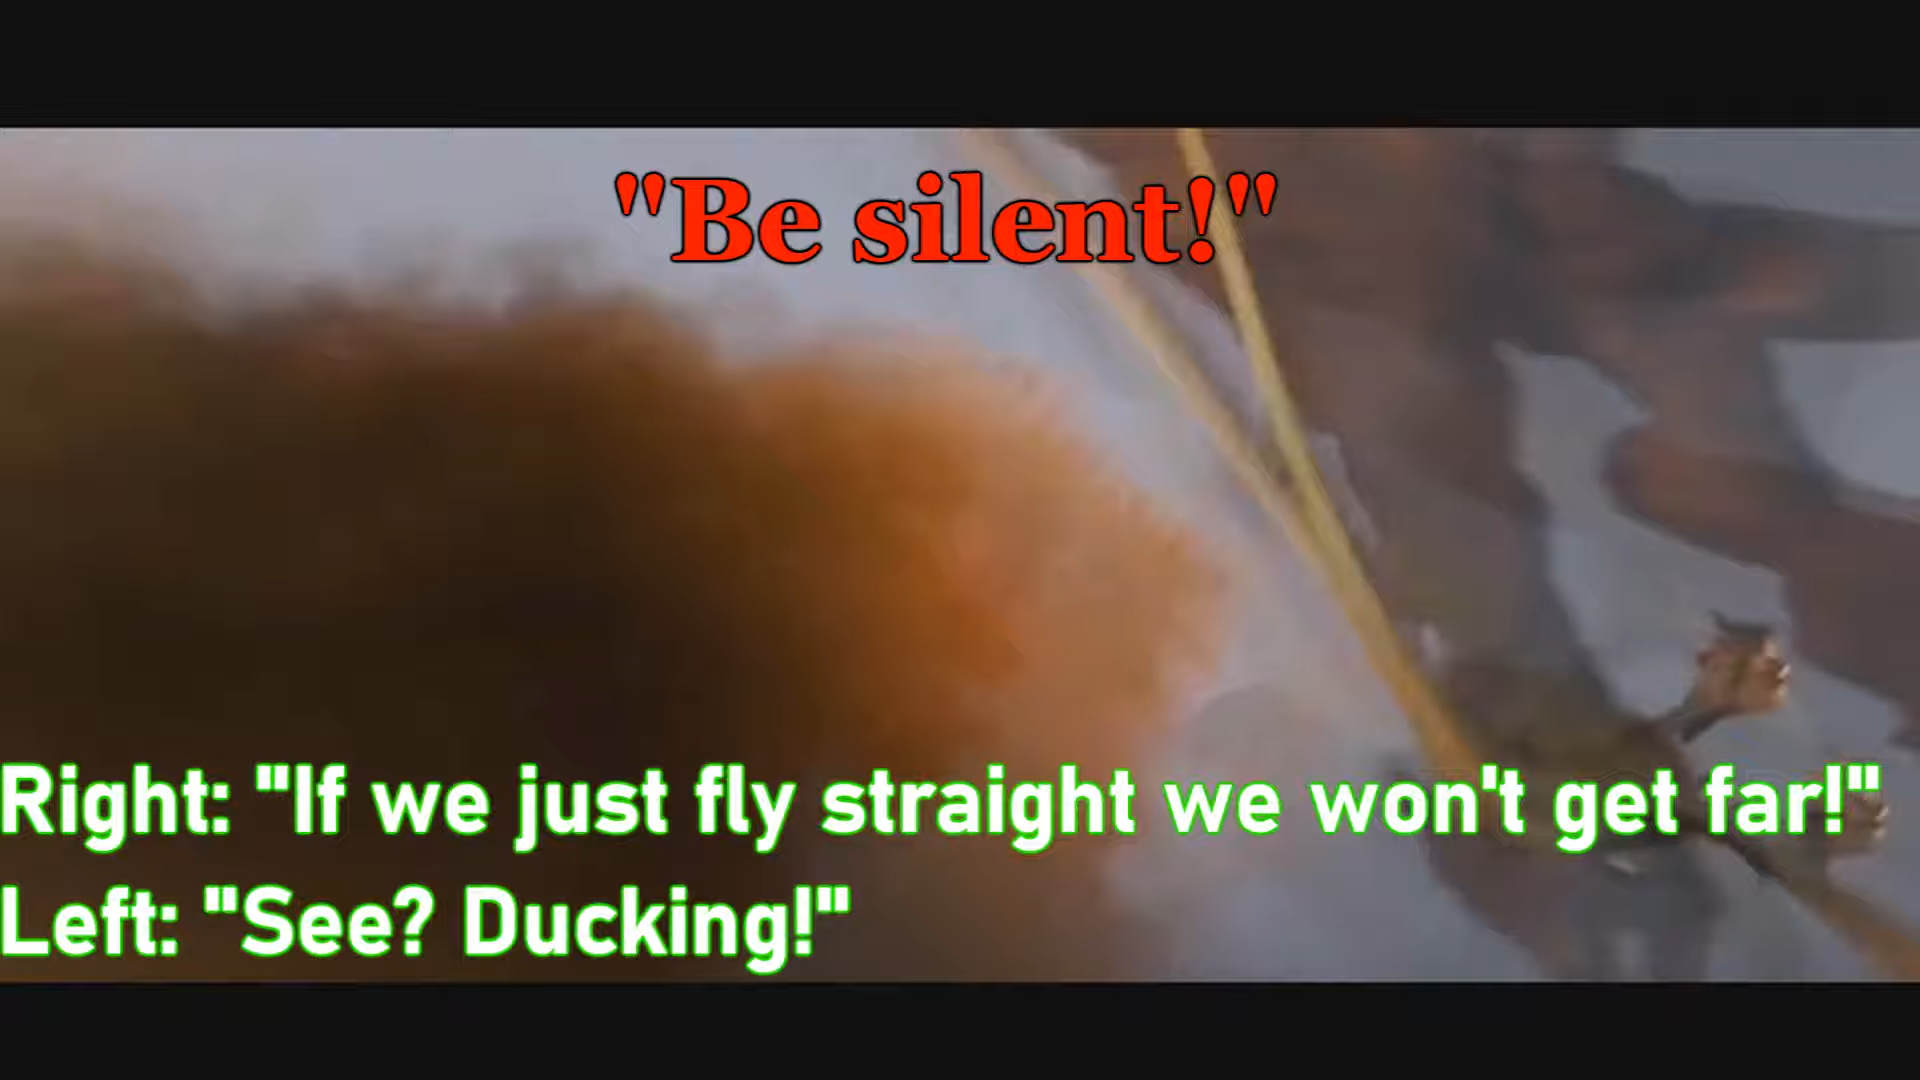 "Be silent!"
Right: "If we just fly straight we won't get far!"
Left: "See? Ducking!"